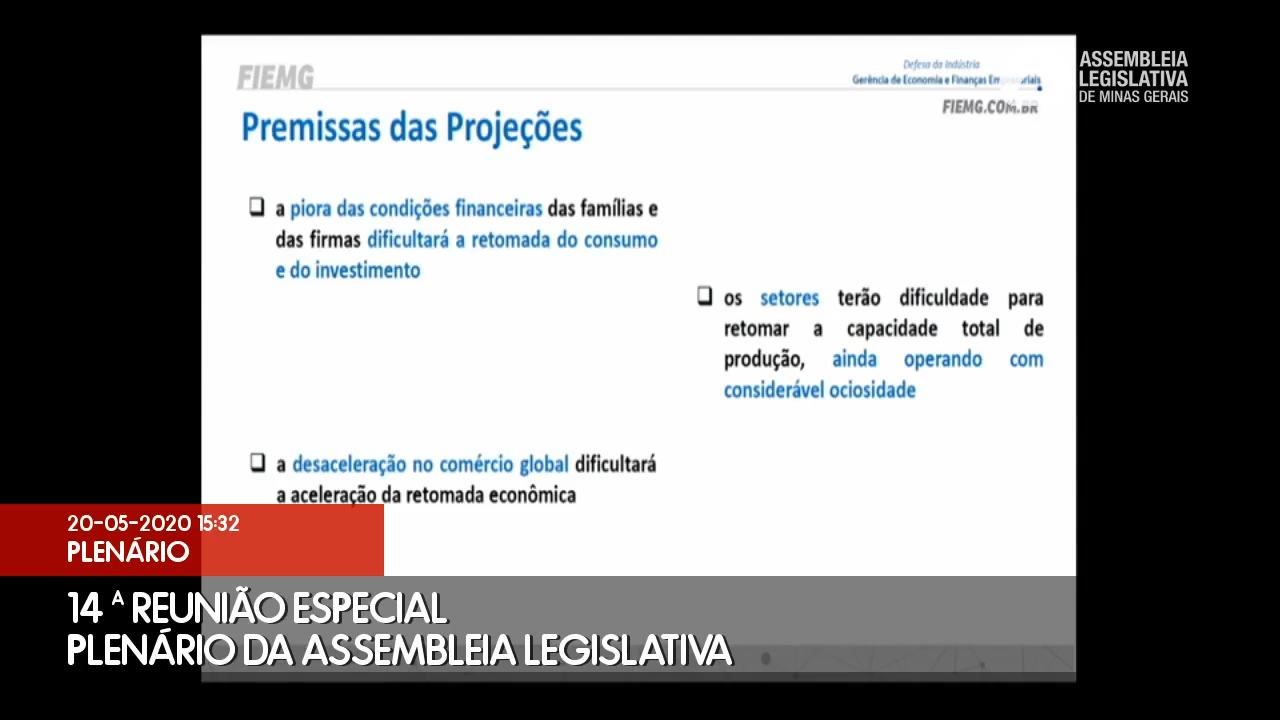 FIEMG
Defesa da Indústria
Gerência de Economia e Finanças Empresariais
FIEMG.COM.BR
ASSEMBLEIA
LEGISLATIVA
DE MINAS GERAIS
Premissas das Projeções
a piora das condições financeiras das famílias e
das firmas dificultará a retomada do consumo
e do investimento
os setores terão dificuldade para
retomar a capacidade total de
produção, ainda operando com
considerável ociosidade
a desaceleração no comércio global dificultará
a aceleração da retomada econômica
20-05-2020 15:32
PLENÁRIO
14 ª REUNIÃO ESPECIAL
PLENÁRIO DA ASSEMBLEIA LEGISLATIVA